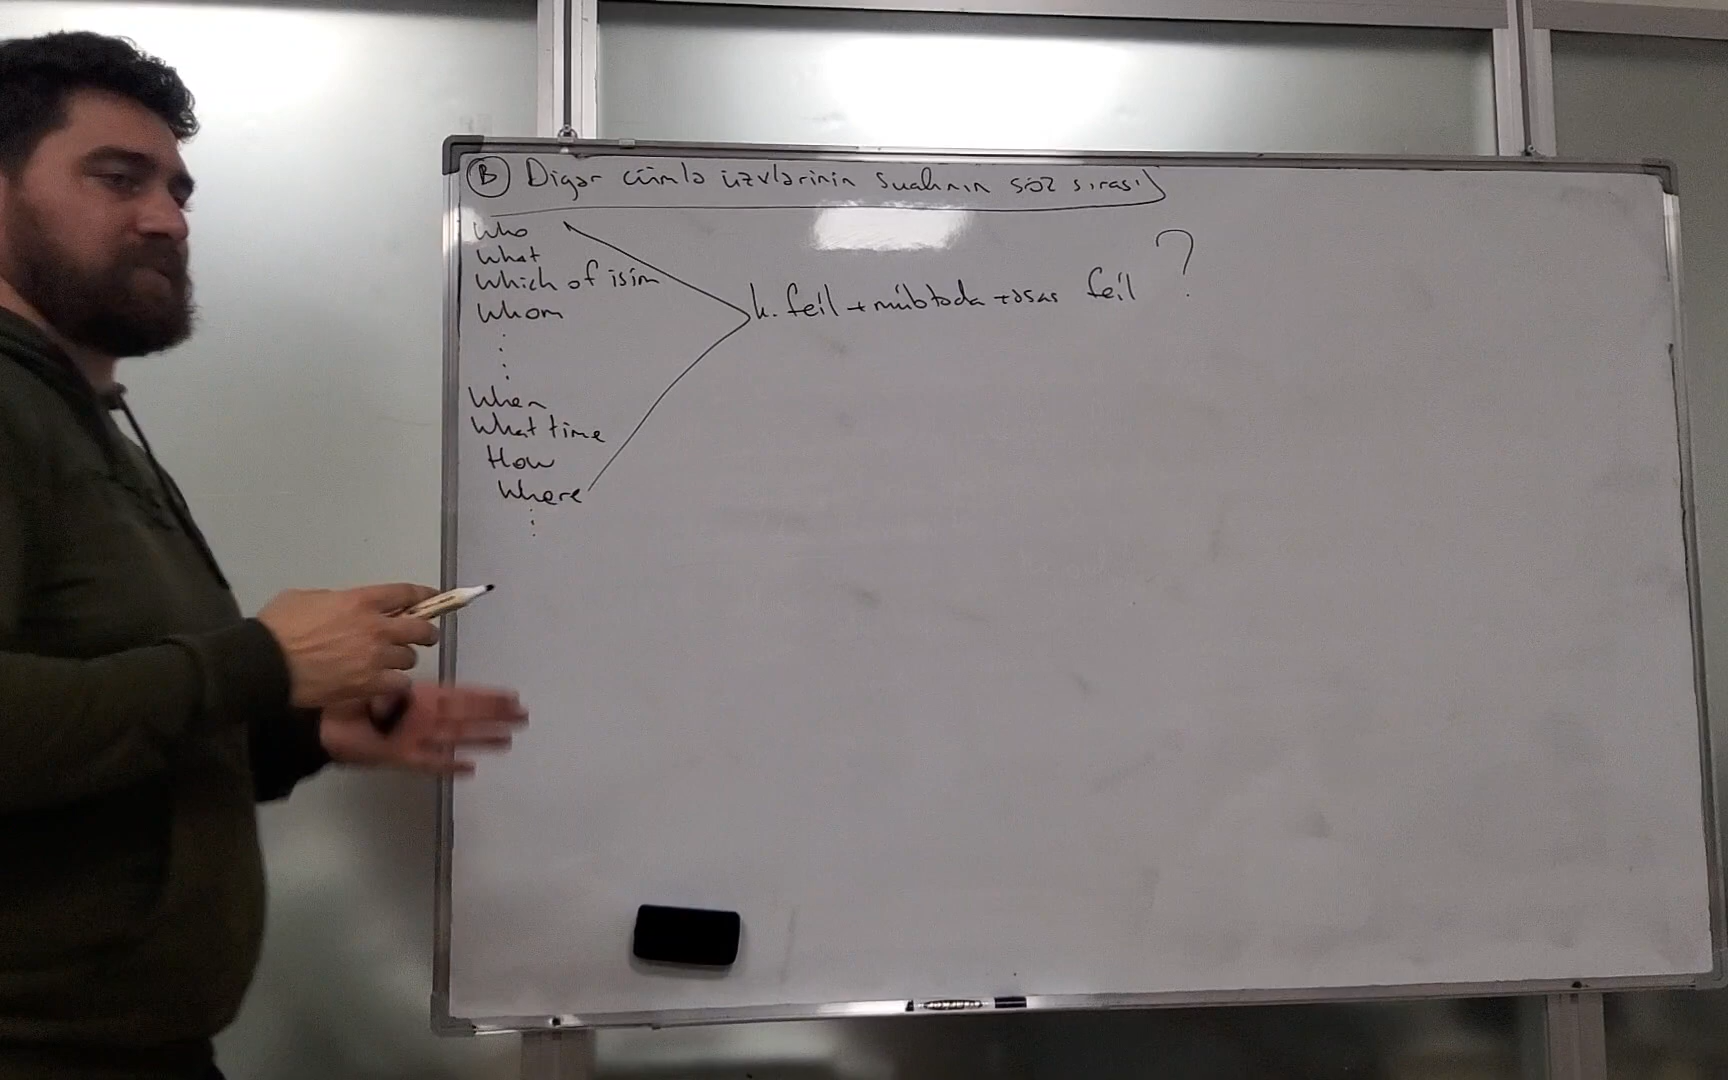 B Digər cümlə üzvlərinin sualının söz sırası
Who
What
Which of isim
Whom
k. feil + mübtəda + əsas feil ?
When
What time
How
Where